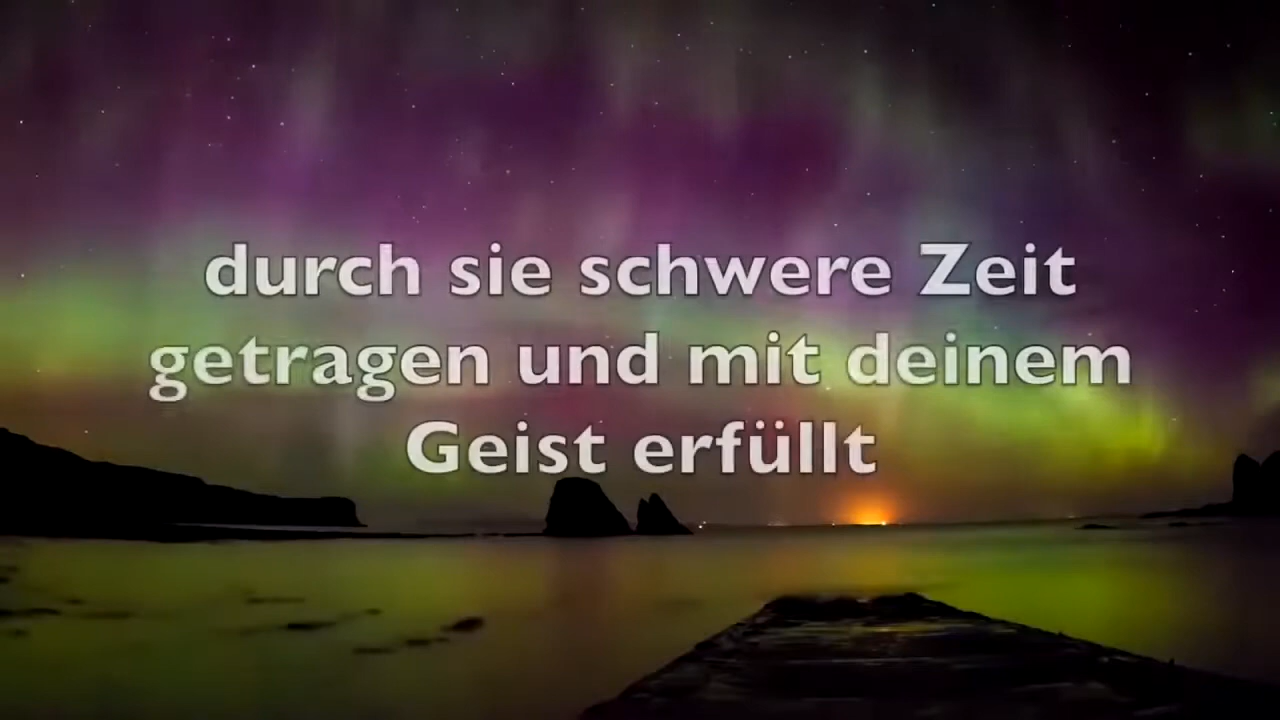 durch sie schwere Zeit
getragen und mit deinem
Geist erfüllt